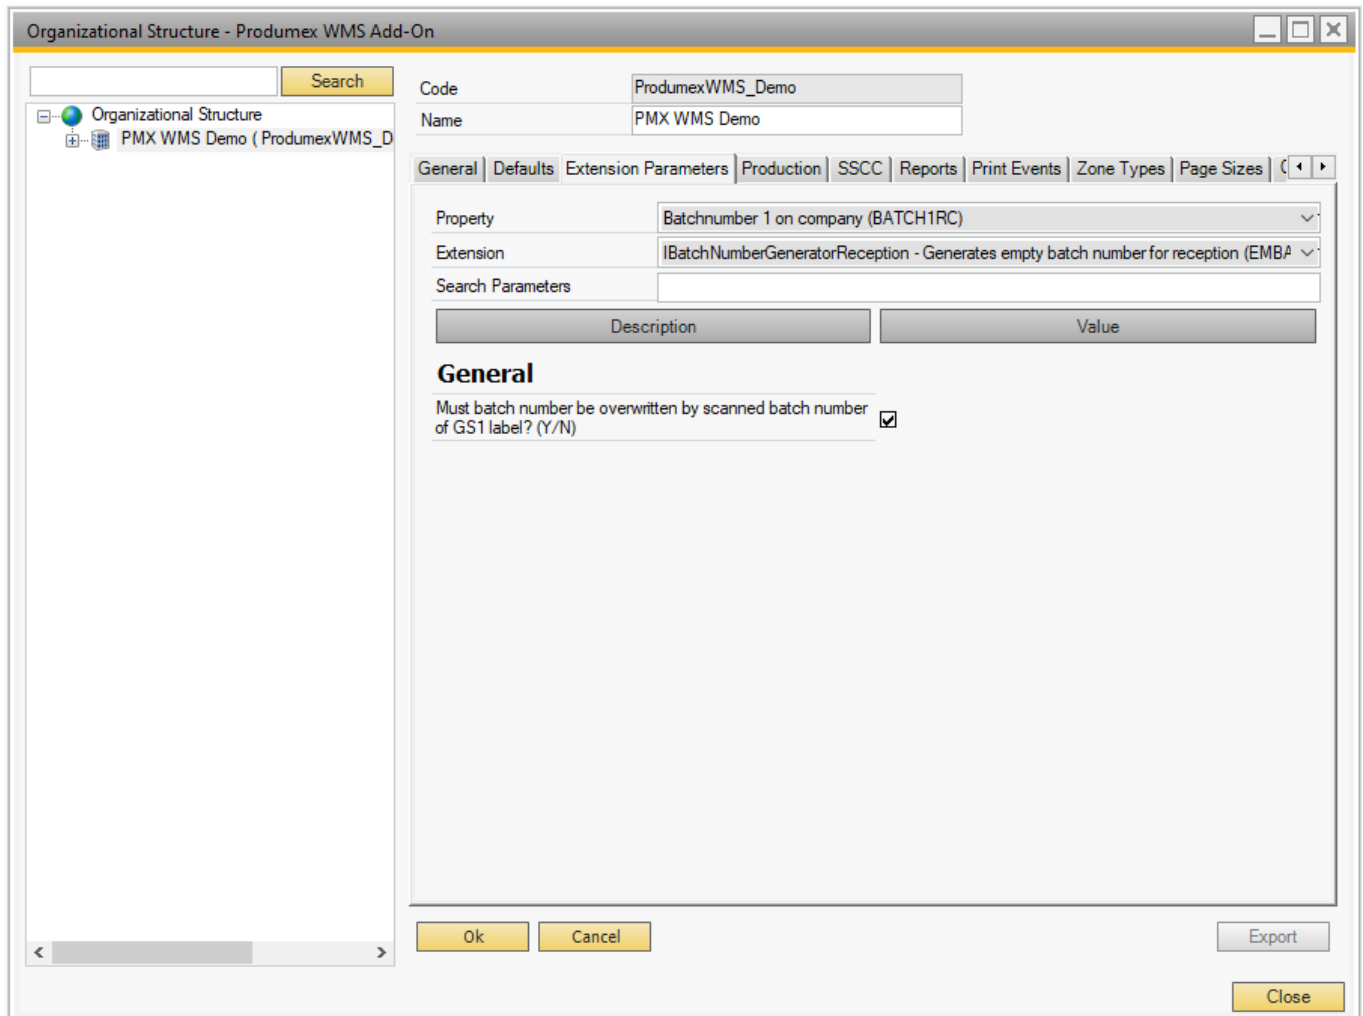 Organizational Structure - Produmex WMS Add-On
Search
Organizational Structure
PMX WMS Demo ( ProdumexWMS_D
Code
ProdumexWMS_Demo
Name
PMX WMS Demo
General
Defaults
Extension Parameters
Production
SSCC
Reports
Print Events
Zone Types
Page Sizes
Property
Batchnumber 1 on company (BATCH1RC)
Extension
IBatchNumberGeneratorReception - Generates empty batch number for reception (EMBA
Search Parameters
Description
Value
General
Must batch number be overwritten by scanned batch number
of GS1 label? (Y/N)
Ok
Cancel
Export
Close